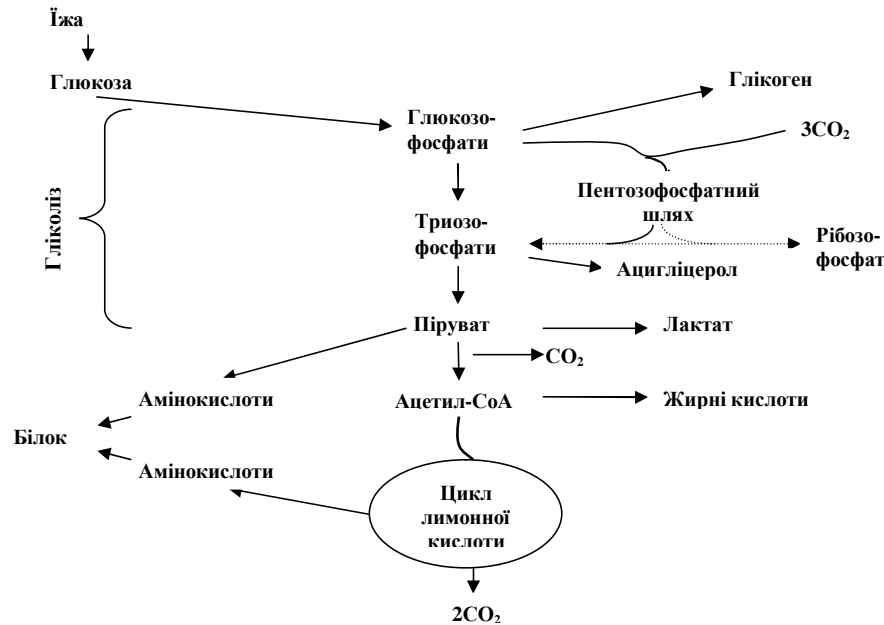 Їжа
Глюкоза
Глікоген
Глюкозо-
фосфати
3CO₂
Гліколіз
Пентозофосфатний
шлях
Триозо-
фосфати
Рібозо-
фосфат
Ацигліцерол
Піруват
Лактат
CO₂
Амінокислоти
Ацетил-СоА
Жирні кислоти
Білок
Амінокислоти
Цикл
лимонної
кислоти
2CO₂